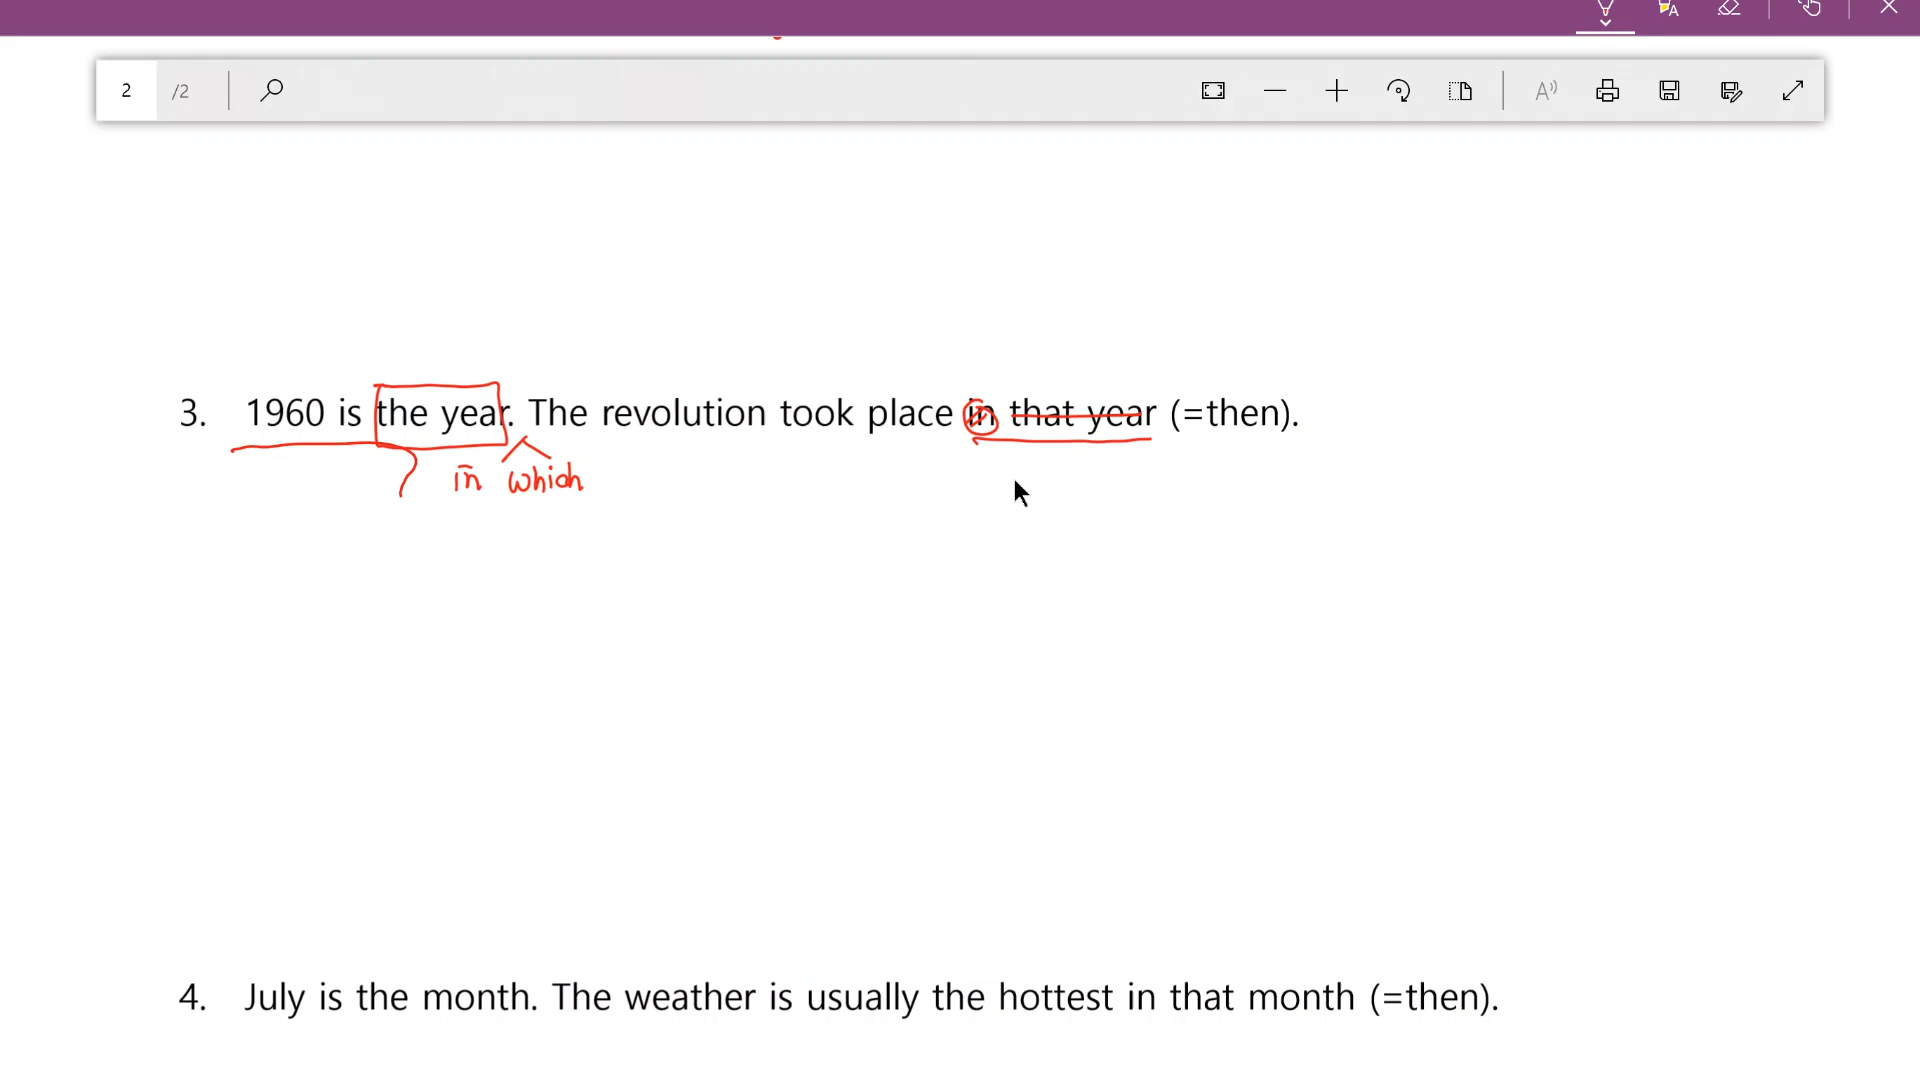 2 /2
3. 1960 is the year. The revolution took place in that year (=then).
in which
4. July is the month. The weather is usually the hottest in that month (=then).